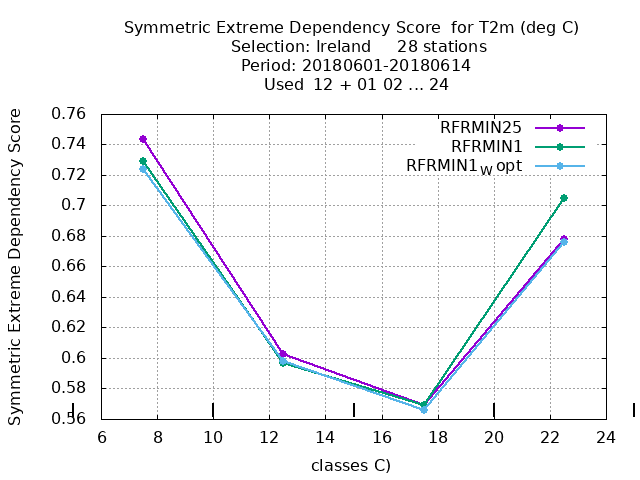 Symmetric Extreme Dependency Score for T2m (deg C)
Selection: Ireland 28 stations
Period: 20180601-20180614
Used 12 + 01 02 ... 24
Symmetric Extreme Dependency Score
0.76
0.74
0.72
0.7
0.68
0.66
0.64
0.62
0.6
0.58
0.56
RFRMIN25
RFRMIN1
RFRMIN1w opt
6 8 10 12 14 16 18 20 22 24
classes C)